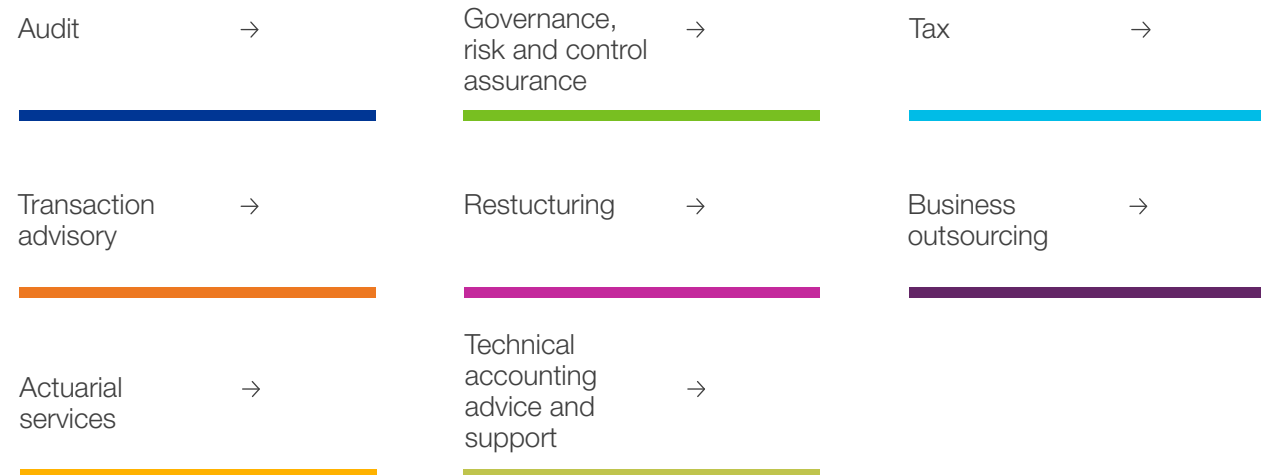 Audit →
Governance,
risk and control
assurance →
Tax →
Transaction
advisory →
Restucturing →
Business
outsourcing →
Actuarial
services →
Technical
accounting
advice and
support →